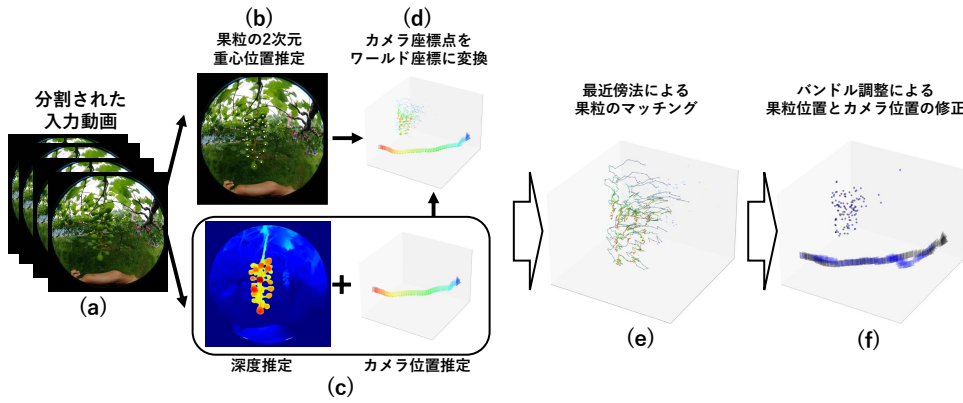 分割された
入力動画
(a)
(b)
果粒の2次元
重心位置推定
深度推定
カメラ位置推定
(c)
(d)
カメラ座標点を
ワールド座標に変換
最近傍法による
果粒のマッチング
(e)
バンドル調整による
果粒位置とカメラ位置の修正
(f)